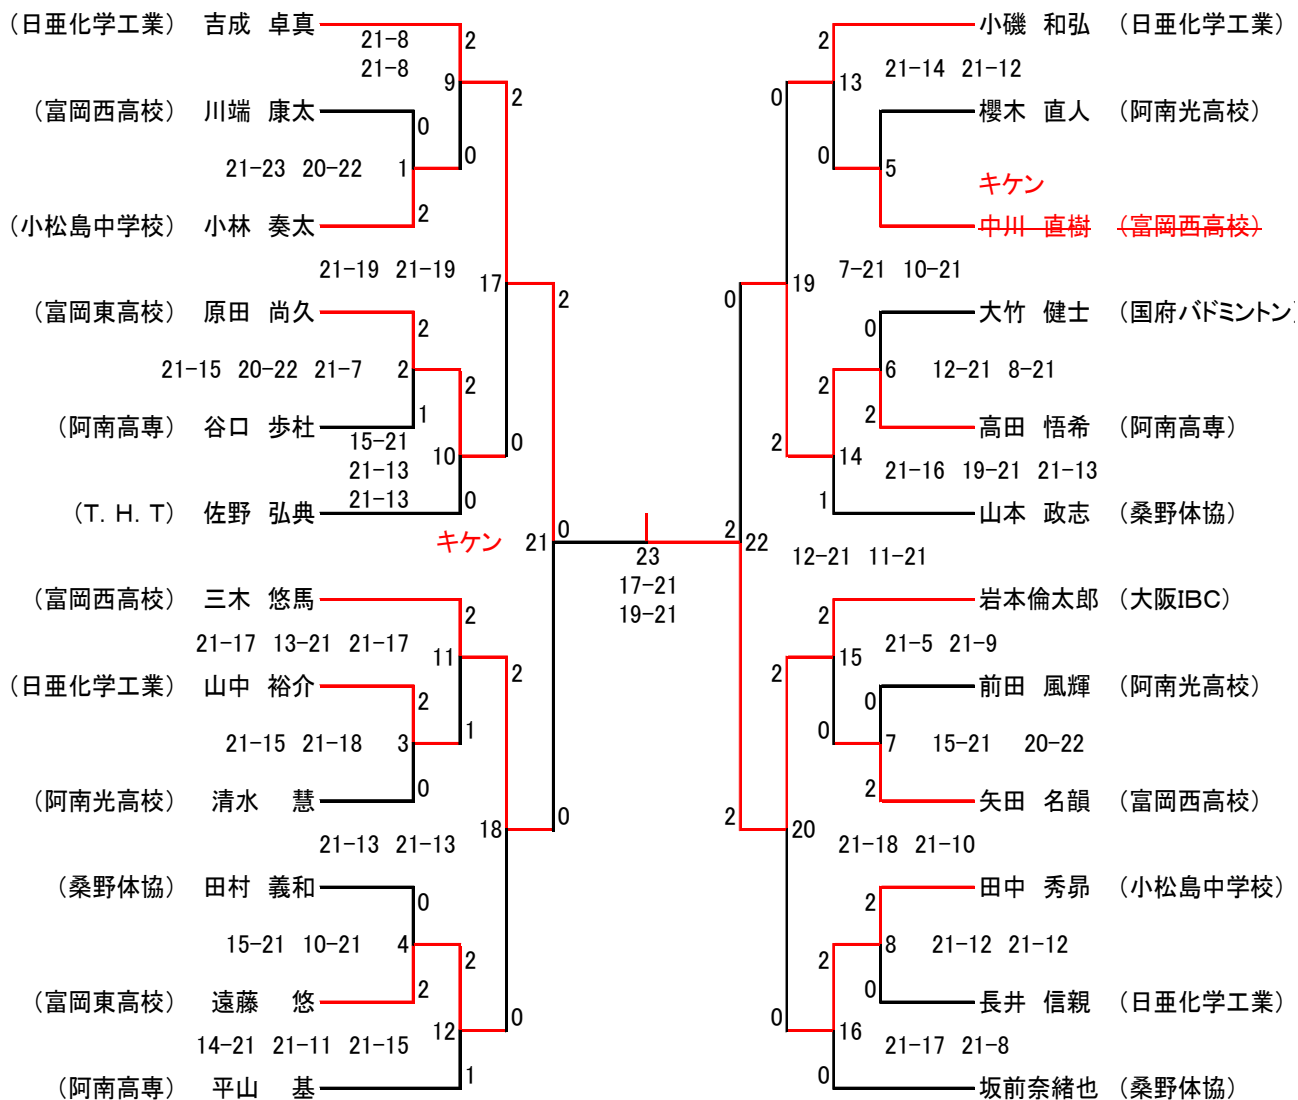 (日亜化学工業) 吉成 卓真
21-8
21-8
2
9
2
(富岡西高校) 川端 康太
0
21-23 20-22
1
0
(小松島中学校) 小林 奏太
2
21-19 21-19
17
2
(富岡東高校) 原田 尚久
2
21-15 20-22 21-7
2
2
(阿南高専) 谷口 歩杜
1
15-21
21-13
21-13
10
0
(T. H. T) 佐野 弘典
0
キケン
21
0
(富岡西高校) 三木 悠馬
2
21-17 13-21 21-17
11
2
(日亜化学工業) 山中 裕介
2
21-15 21-18
3
1
(阿南光高校) 清水 慧
0
21-13 21-13
18
0
(桑野体協) 田村 義和
0
15-21 10-21
4
2
(富岡東高校) 遠藤 悠
2
14-21 21-11 21-15
12
0
(阿南高専) 平山 基
1
23
17-21
19-21
小磯 和弘 (日亜化学工業)
2
13
21-14 21-12
0
櫻木 直人 (阿南光高校)
0
5
キケン
中川 直樹 (富岡西高校)
0
19
7-21 10-21
大竹 健士 (国府バドミントン)
0
2
6
12-21 8-21
2
高田 悟希 (阿南高専)
2
14
21-16 19-21 21-13
1
山本 政志 (桑野体協)
2
22
12-21 11-21
岩本倫太郎 (大阪IBC)
2
15
21-5 21-9
2
前田 風輝 (阿南光高校)
0
0
7
15-21 20-22
2
矢田 名韻 (富岡西高校)
2
20
21-18 21-10
田中 秀昴 (小松島中学校)
2
2
8
21-12 21-12
0
長井 信親 (日亜化学工業)
0
16
21-17 21-8
0
坂前奈緒也 (桑野体協)